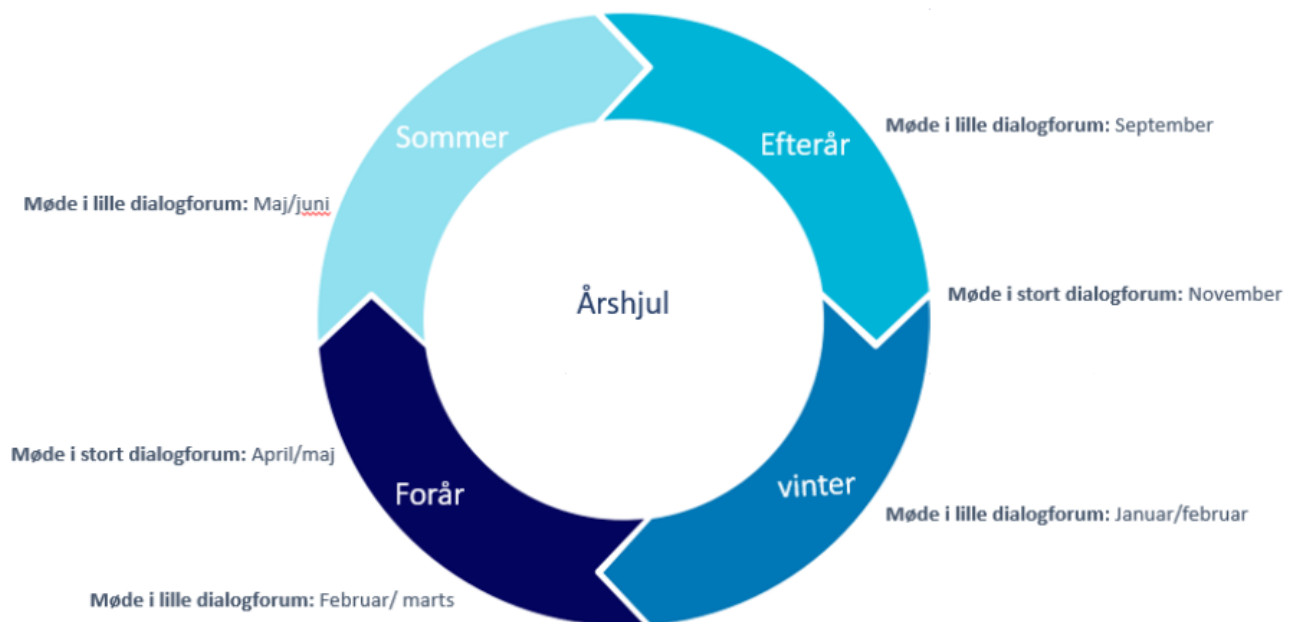 Sommer
Efterår
Møde i lille dialogforum: September
Møde i lille dialogforum: Maj/juni
Årshjul
Møde i stort dialogforum: November
Møde i stort dialogforum: April/maj
Forår
vinter
Møde i lille dialogforum: Januar/februar
Møde i lille dialogforum: Februar/ marts